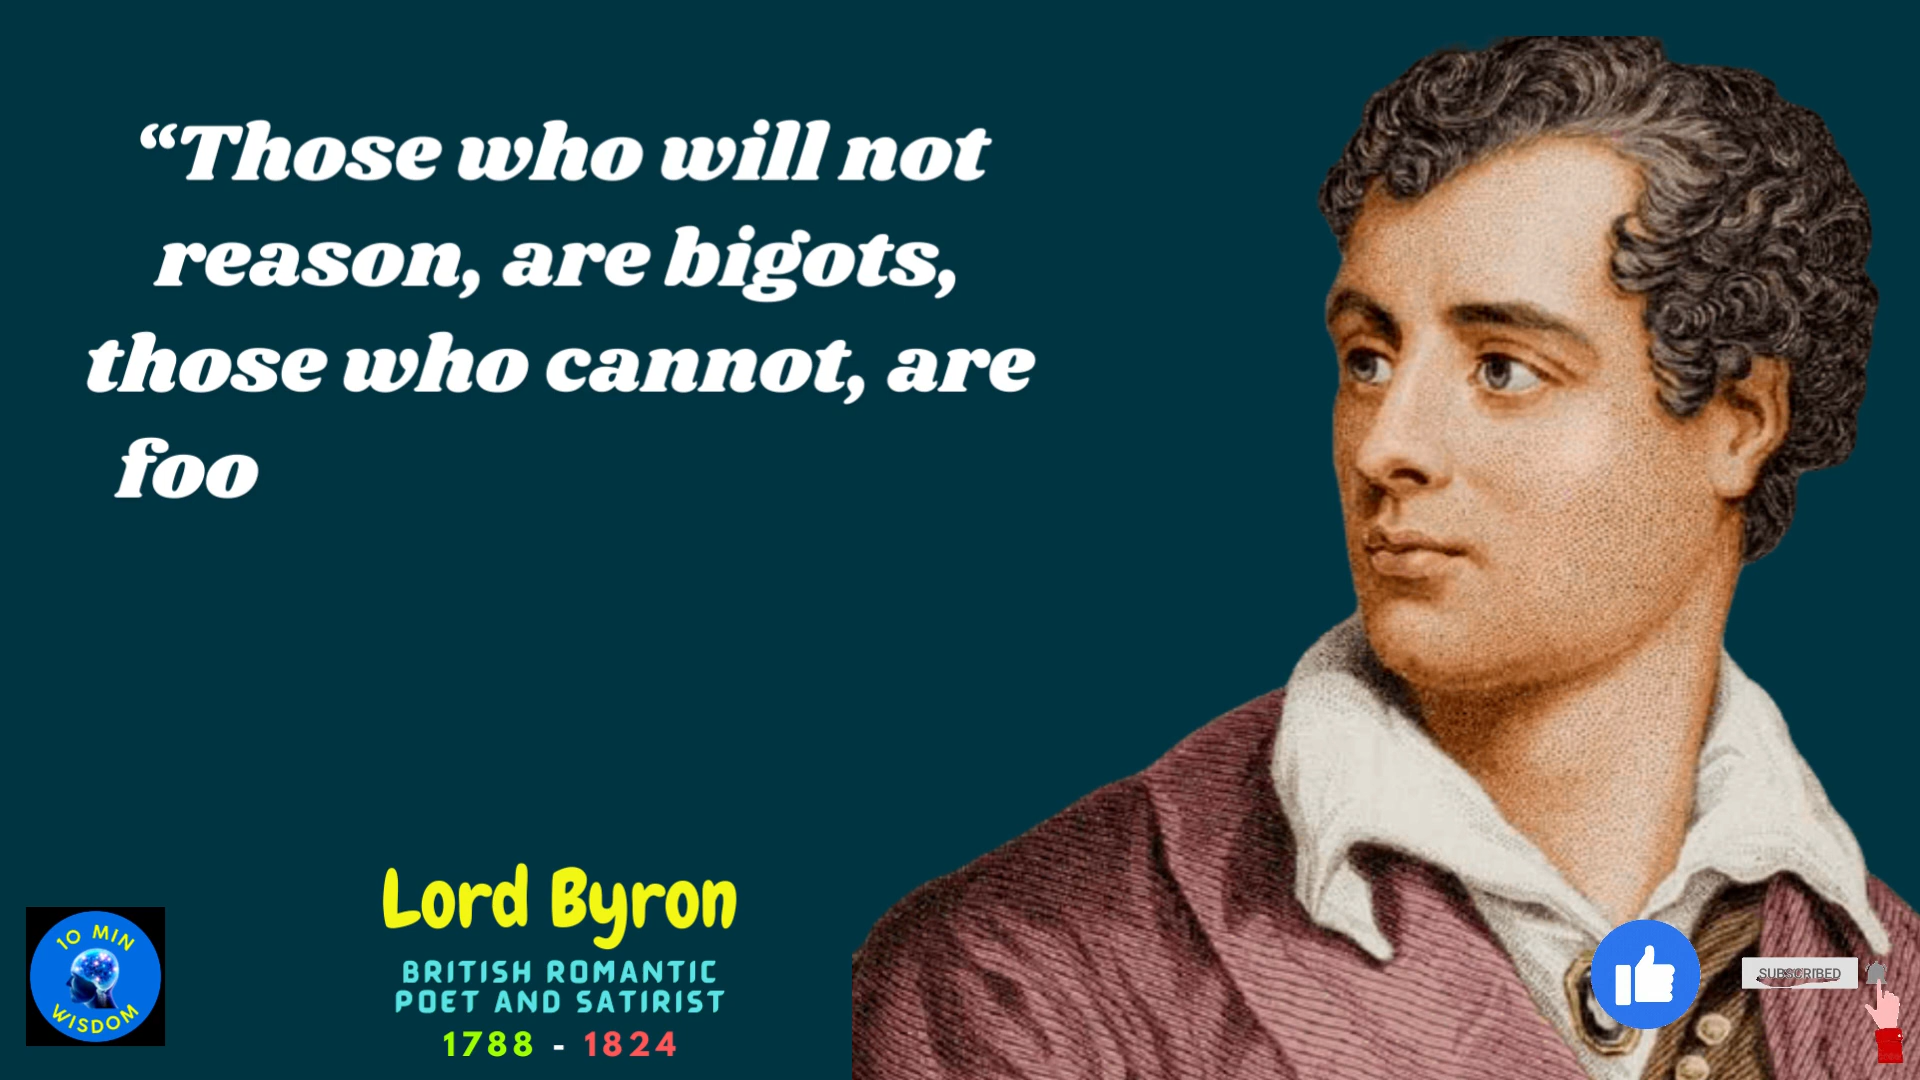 “Those who will not
reason, are bigots,
those who cannot, are
foo
Lord Byron
BRITISH ROMANTIC
POET AND SATIRIST
1788 - 1824
10 MIN
WISDOM
SUBSCRIBED